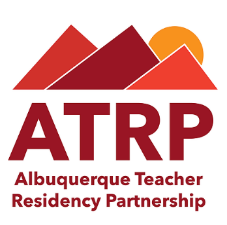 ATRP
Albuquerque Teacher
Residency Partnership